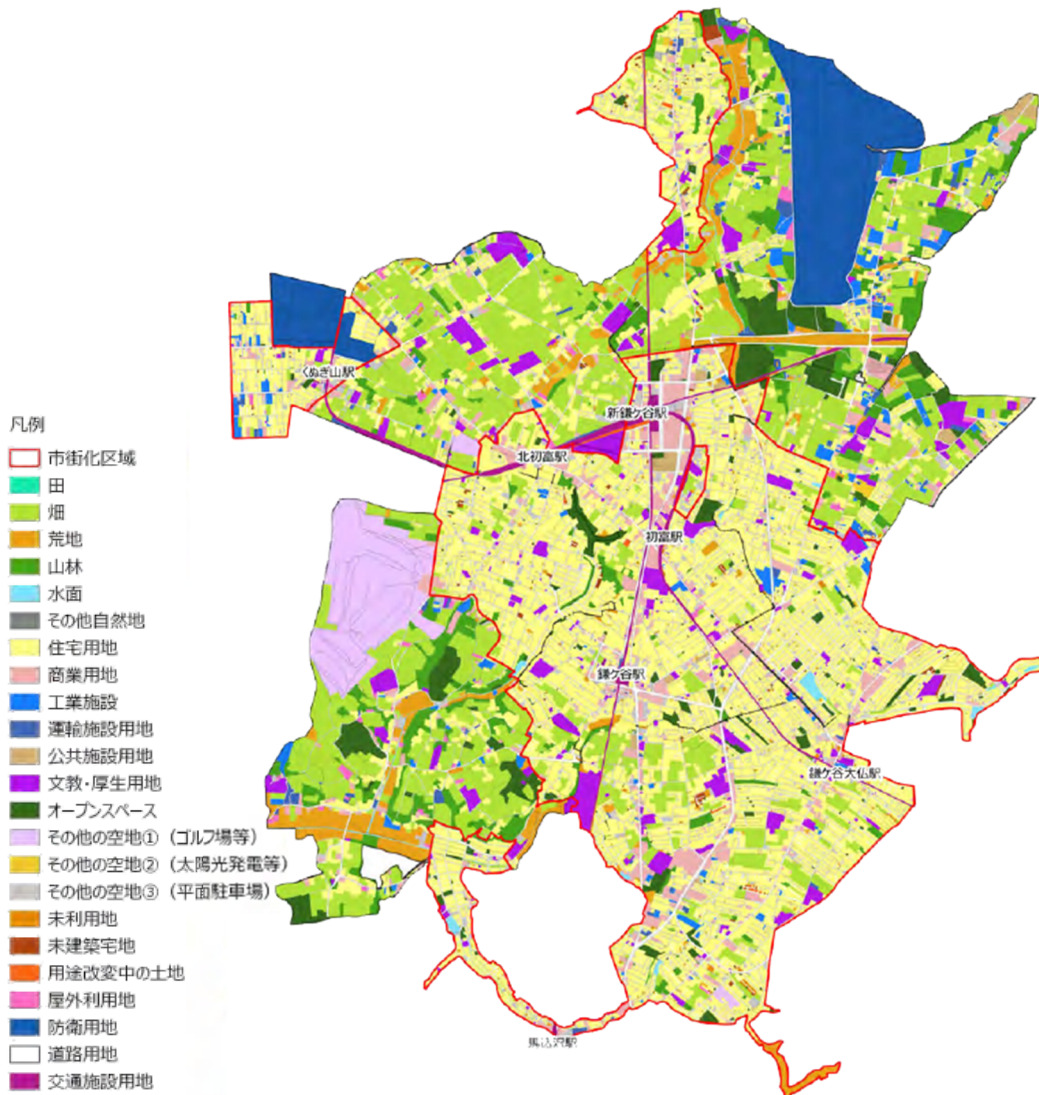 くぬぎ山駅
新鎌ケ谷駅
北初富駅
初富駅
鎌ケ谷駅
鎌ケ谷大仏駅
馬込沢駅
凡例
市街化区域
田
畑
荒地
山林
水面
その他自然地
住宅用地
商業用地
工業施設
運輸施設用地
公共施設用地
文教・厚生用地
オープンスペース
その他の空地①（ゴルフ場等）
その他の空地②（太陽光発電等）
その他の空地③（平面駐車場）
未利用地
未建築宅地
用途改変中の土地
屋外利用地
防衛用地
道路用地
交通施設用地